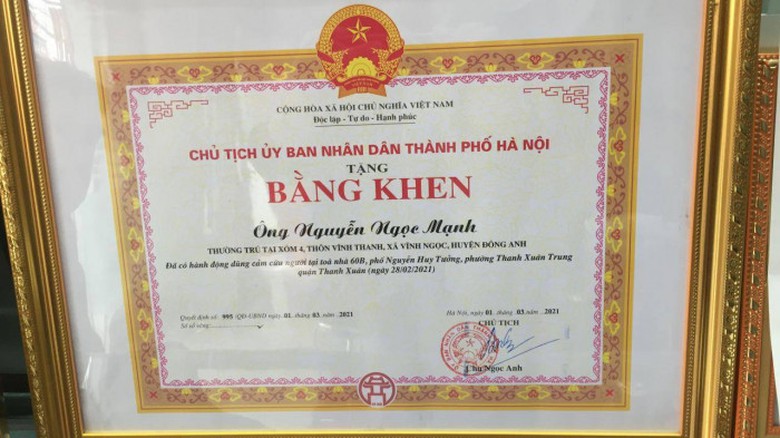 CỘNG HÒA XÃ HỘI CHỦ NGHĨA VIỆT NAM
Độc lập - Tự do - Hạnh phúc
CHỦ TỊCH ỦY BAN NHÂN DÂN THÀNH PHỐ HÀ NỘI
TẶNG
BẰNG KHEN
Ông Nguyễn Ngọc Mạnh
THƯỜNG TRÚ TẠI XÓM 4, THÔN VĨNH THANH, XÃ VĨNH NGỌC, HUYỆN ĐÔNG ANH
Đã có hành động dũng cảm cứu người tại toà nhà 60B, phố Nguyễn Huy Tưởng, phường Thanh Xuân Trung
quận Thanh Xuân (ngày 28/02/2021)
Quyết định số: 995 /QĐ-UBND ngày 01 tháng 03 năm 2021
Số sổ vàng:
Hà Nội, ngày 01 tháng 03 năm 2021
CHỦ TỊCH
Chu Ngọc Anh